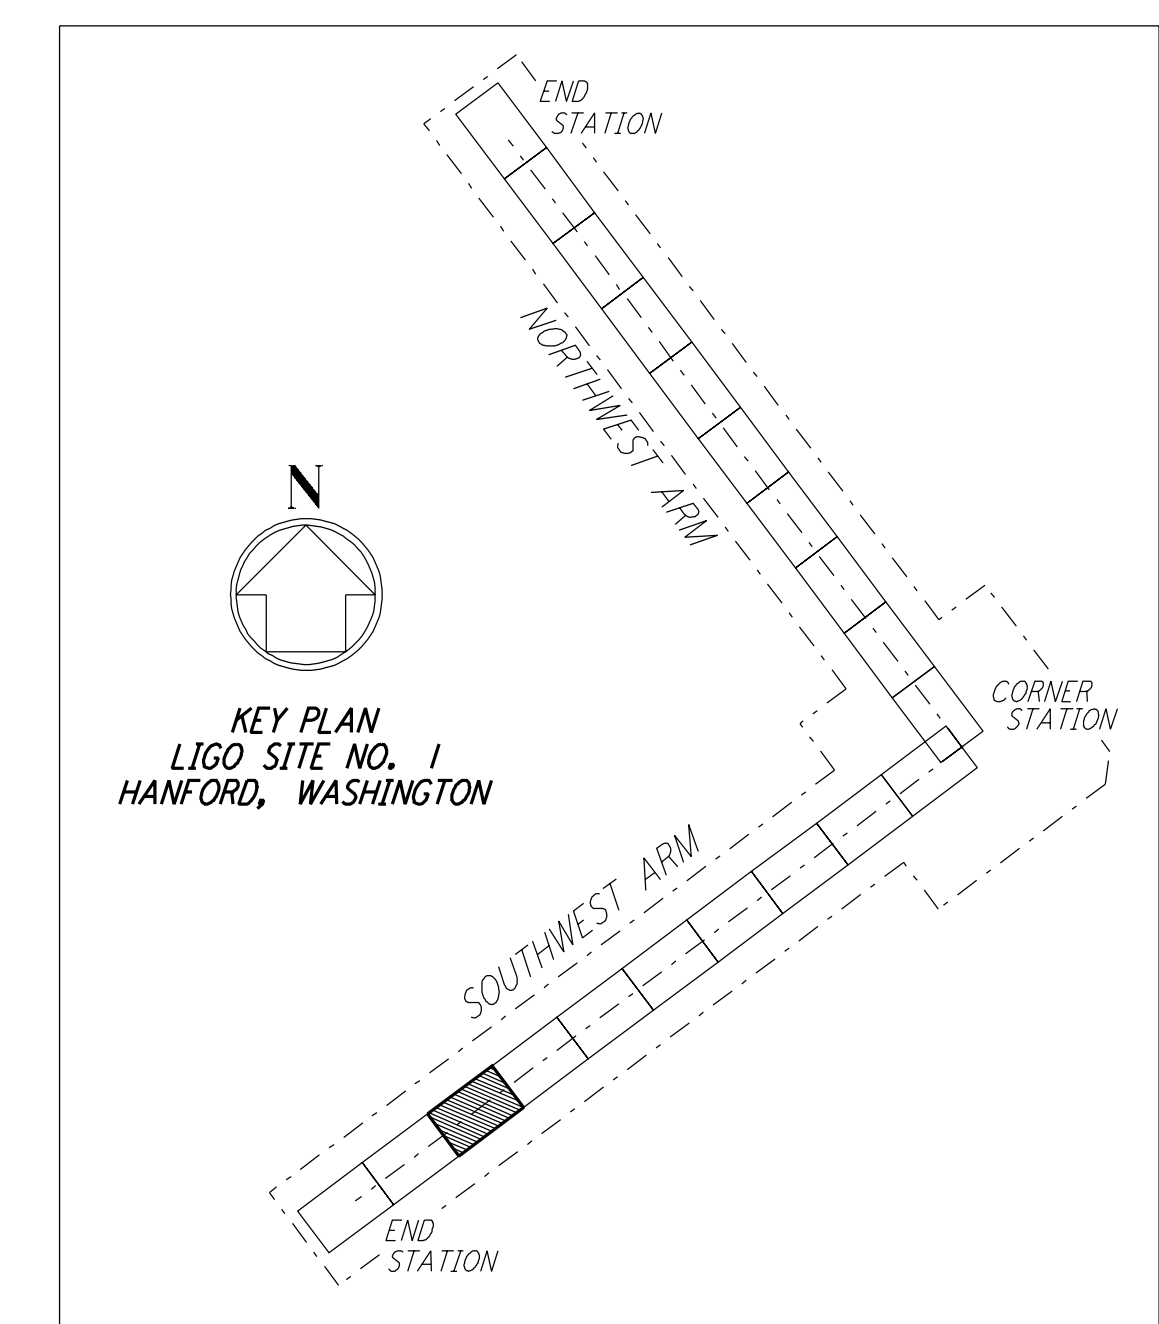 END
STATION
NORTHWEST ARM
N
CORNER
STATION
KEY PLAN
LIGO SITE NO. 1
HANFORD, WASHINGTON
SOUTHWEST ARM
END
STATION